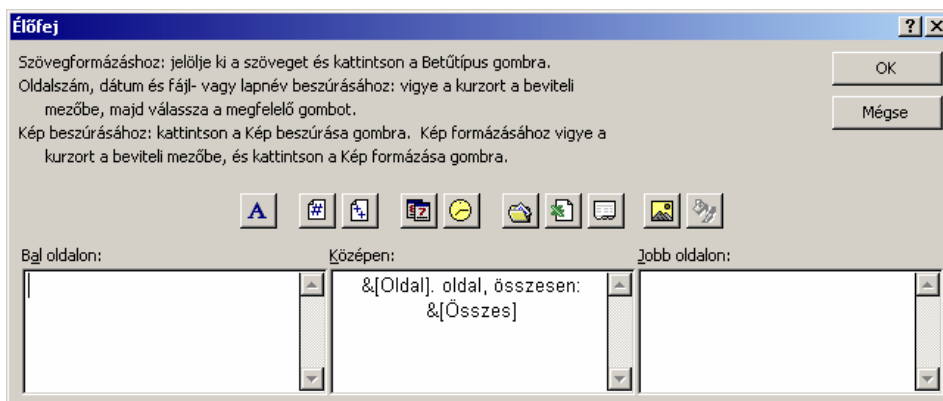 Élőfej
Szövegformázáshoz: jelölje ki a szöveget és kattintson a Betűtípus gombra.
Oldalszám, dátum és fájl- vagy lapnév beszúrásához: vigye a kurzort a beviteli
mezőbe, majd válassza a megfelelő gombot.
Kép beszúrásához: kattintson a Kép beszúrása gombra. Kép formázásához vigye a
kurzort a beviteli mezőbe, és kattintson a Kép formázása gombra.
OK
Mégse
A
Bal oldalon:
Középen:
Jobb oldalon:
&[Oldal]. oldal, összesen:
&[Összes]